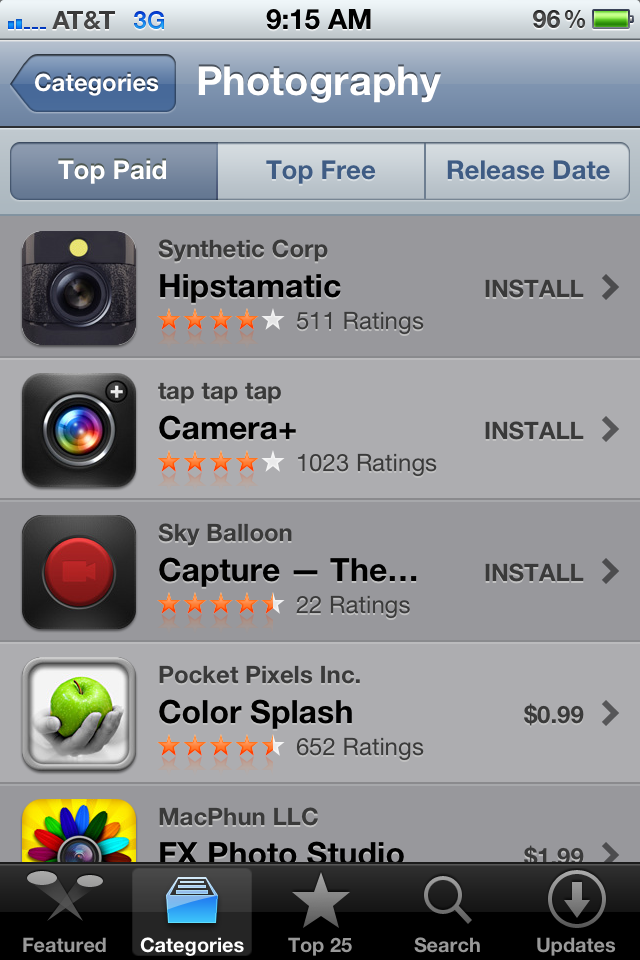 AT&T 3G 9:15 AM 96%
Categories Photography
Top Paid Top Free Release Date
Synthetic Corp
Hipstamatic INSTALL
511 Ratings
tap tap tap
Camera+ INSTALL
1023 Ratings
Sky Balloon
Capture — The... INSTALL
22 Ratings
Pocket Pixels Inc.
Color Splash $0.99
652 Ratings
MacPhun LLC
FX Photo Studio $1.99
Featured Categories Top 25 Search Updates